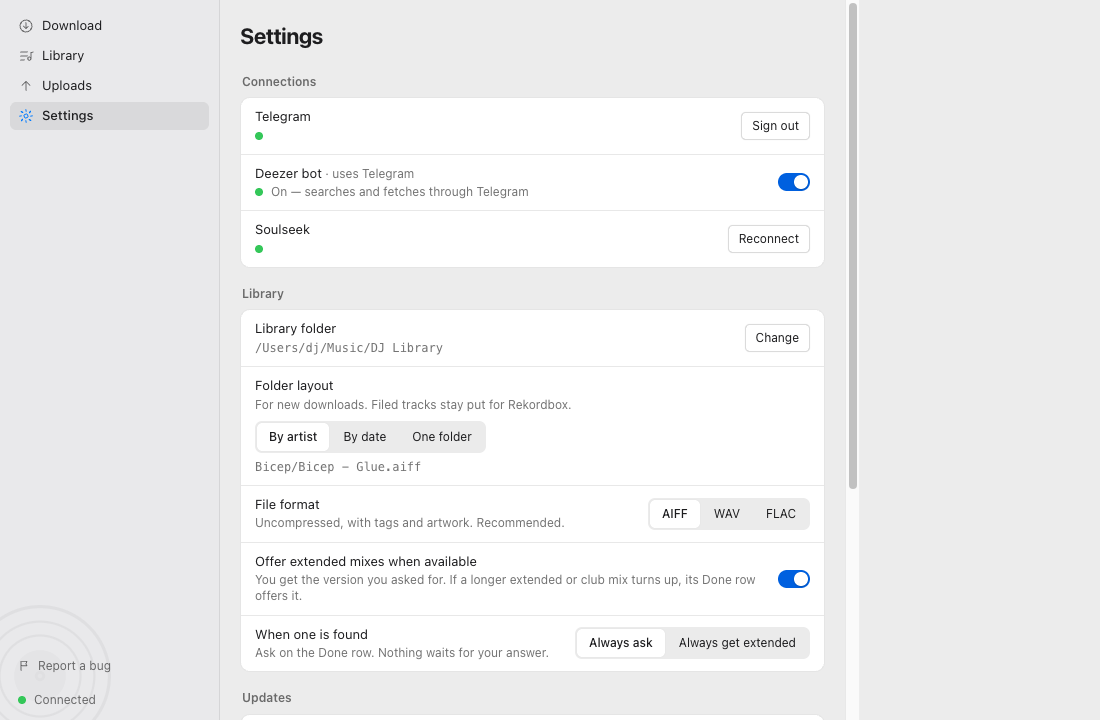 Download
Library
Uploads
Settings
Report a bug
Connected
Settings
Connections
Telegram
Sign out
Deezer bot · uses Telegram
On — searches and fetches through Telegram
Soulseek
Reconnect
Library
Library folder
/Users/dj/Music/DJ Library
Change
Folder layout
For new downloads. Filed tracks stay put for Rekordbox.
By artist By date One folder
Bicep/Bicep — Glue.aiff
File format
Uncompressed, with tags and artwork. Recommended.
AIFF WAV FLAC
Offer extended mixes when available
You get the version you asked for. If a longer extended or club mix turns up, its Done row
offers it.
When one is found
Ask on the Done row. Nothing waits for your answer.
Always ask Always get extended
Updates